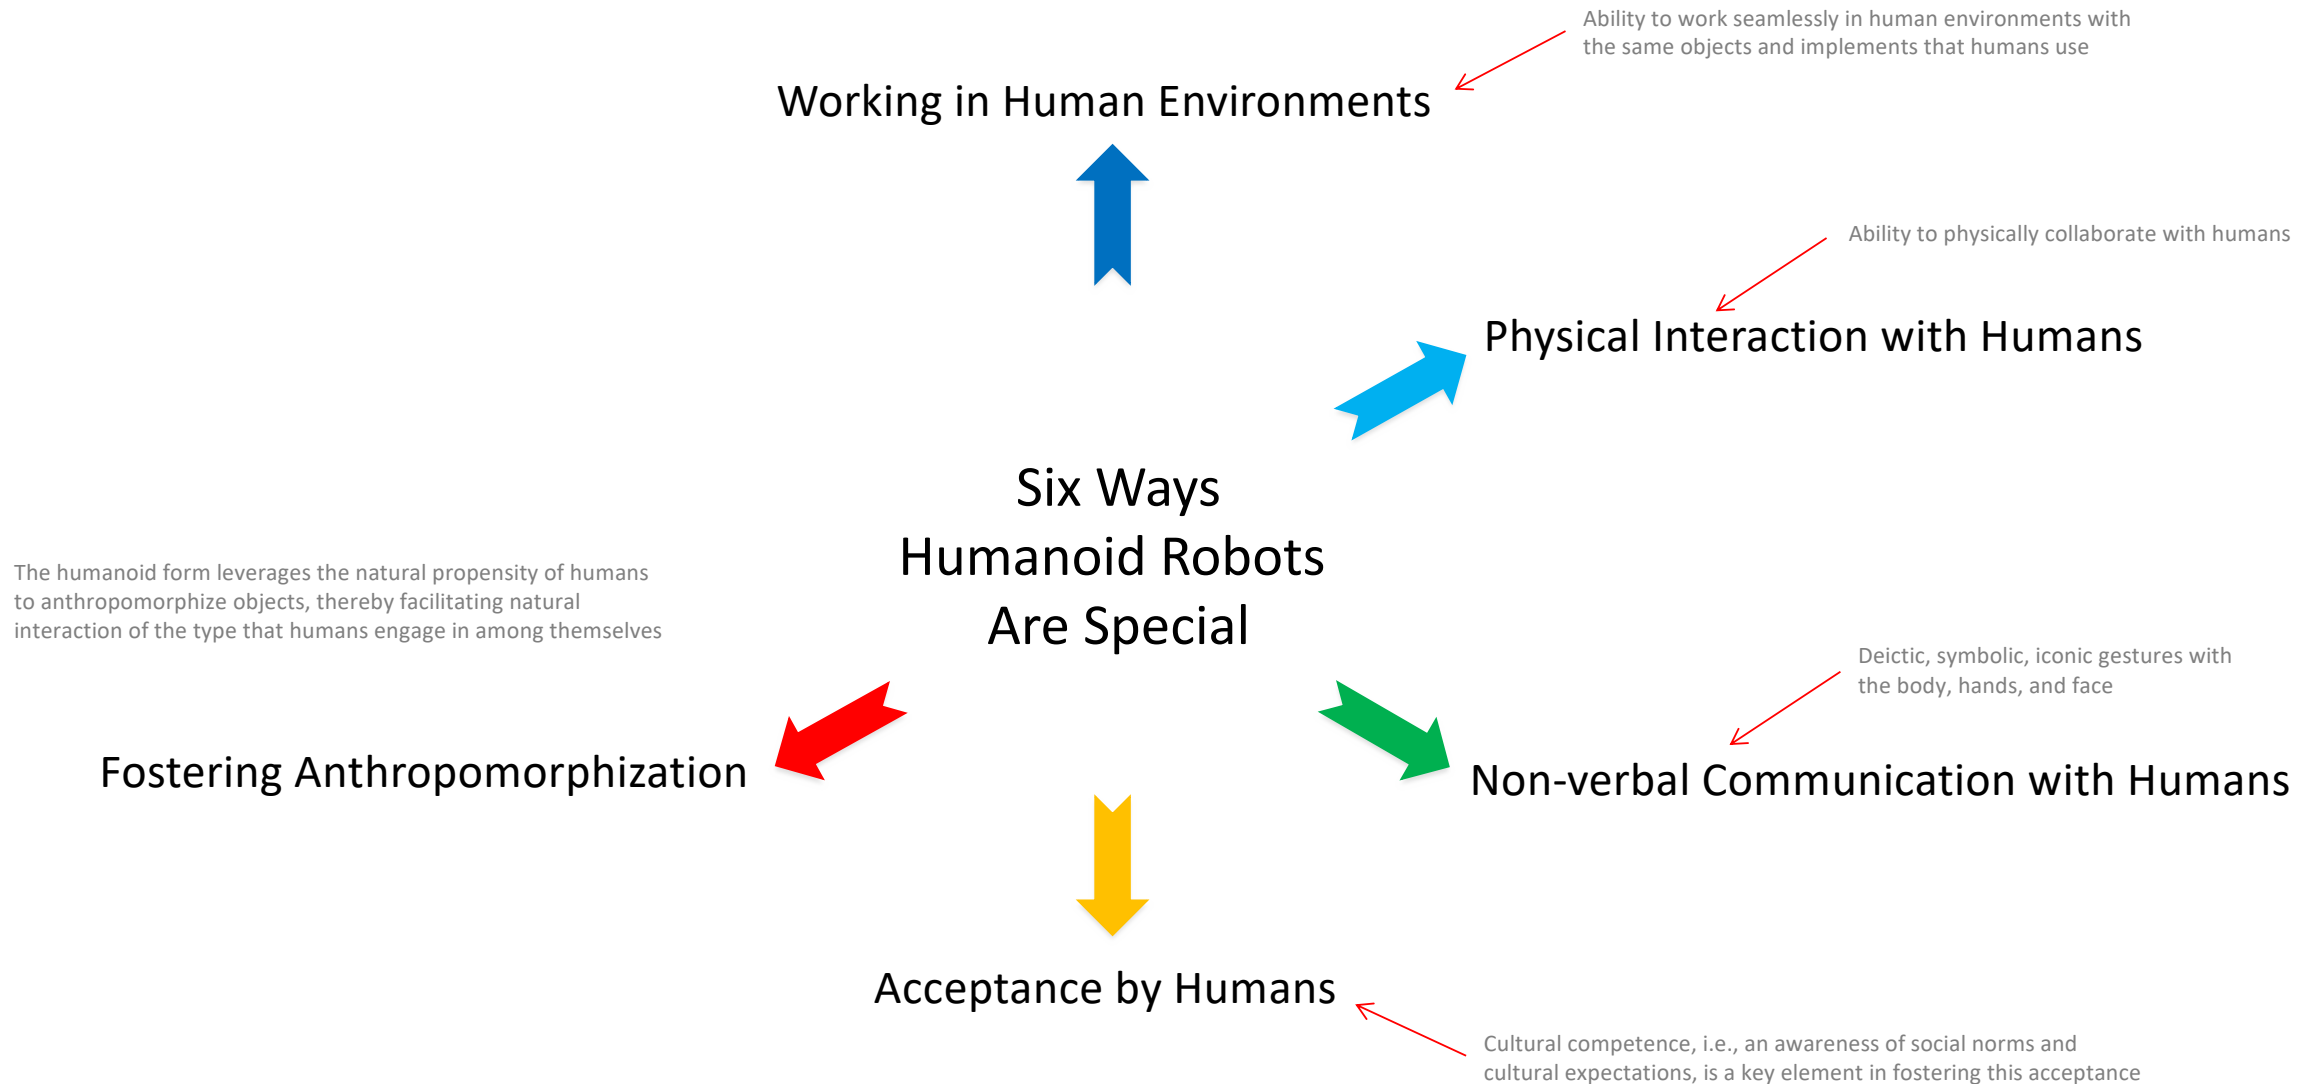 Ability to work seamlessly in human environments with
the same objects and implements that humans use
Working in Human Environments
Ability to physically collaborate with humans
Physical Interaction with Humans
Six Ways
Humanoid Robots
Are Special
The humanoid form leverages the natural propensity of humans
to anthropomorphize objects, thereby facilitating natural
interaction of the type that humans engage in among themselves
Fostering Anthropomorphization
Deictic, symbolic, iconic gestures with
the body, hands, and face
Non-verbal Communication with Humans
Acceptance by Humans
Cultural competence, i.e., an awareness of social norms and
cultural expectations, is a key element in fostering this acceptance